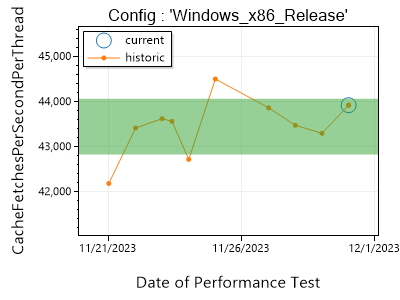 Config : 'Windows_x86_Release'
current
historic
CacheFetchesPerSecondPerThread
45,000
44,000
43,000
42,000
11/21/2023
11/26/2023
12/1/2023
Date of Performance Test